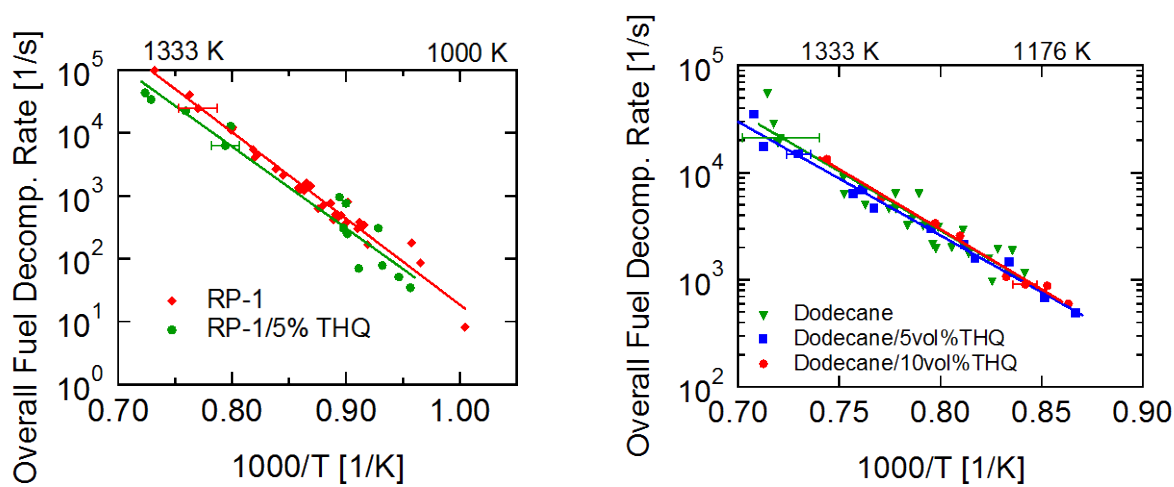 1333 K 1000 K
Overall Fuel Decomp. Rate [1/s]
10^5
10^4
10^3
10^2
10^1
10^0
RP-1
RP-1/5% THQ
0.70 0.80 0.90 1.00
1000/T [1/K]
1333 K 1176 K
Overall Fuel Decomp. Rate [1/s]
10^5
10^4
10^3
10^2
Dodecane
Dodecane/5vol%THQ
Dodecane/10vol%THQ
0.70 0.75 0.80 0.85 0.90
1000/T [1/K]